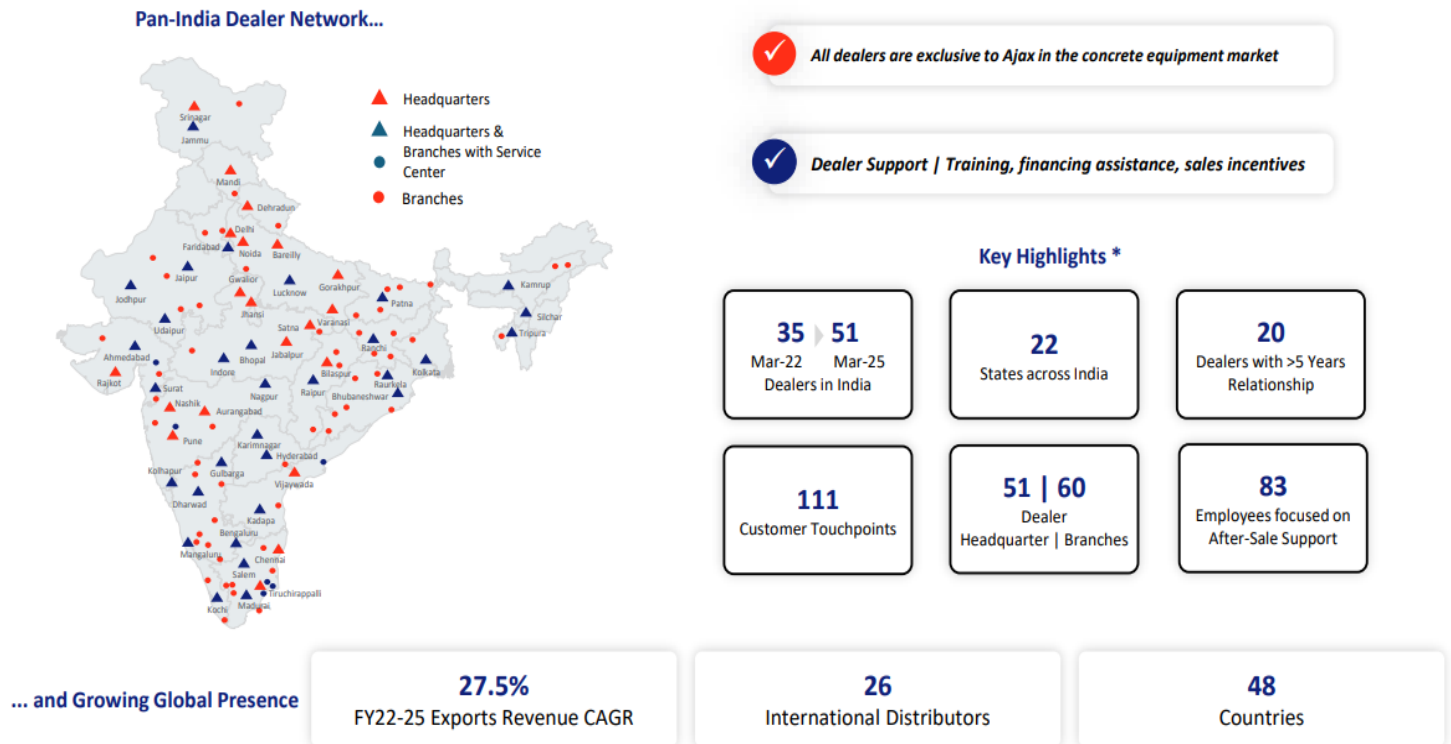 Pan-India Dealer Network...
Headquarters
Headquarters &
Branches with Service
Center
Branches
Srinagar
Jammu
Mandi
Dehradun
Delhi
Faridabad
Noida
Bareilly
Jaipur
Gwalior
Lucknow
Gorakhpur
Jodhpur
Jhansi
Patna
Kamrup
Silchar
Tripura
Udaipur
Satna
Varanasi
Ranchi
Ahmedabad
Indore
Bhopal
Jabalpur
Bilaspur
Kolkata
Rajkot
Surat
Nagpur
Raipur
Raurkela
Bhubaneshwar
Nashik
Aurangabad
Pune
Karimnagar
Hyderabad
Kolhapur
Gulbarga
Vijaywada
Dharwad
Kadapa
Bengaluru
Mangaluru
Chennai
Salem
Tiruchirappalli
Kochi
Madurai
All dealers are exclusive to Ajax in the concrete equipment market
Dealer Support | Training, financing assistance, sales incentives
Key Highlights *
35 51
Mar-22 Mar-25
Dealers in India
22
States across India
20
Dealers with >5 Years
Relationship
111
Customer Touchpoints
51 | 60
Dealer
Headquarter | Branches
83
Employees focused on
After-Sale Support
... and Growing Global Presence
27.5%
FY22-25 Exports Revenue CAGR
26
International Distributors
48
Countries